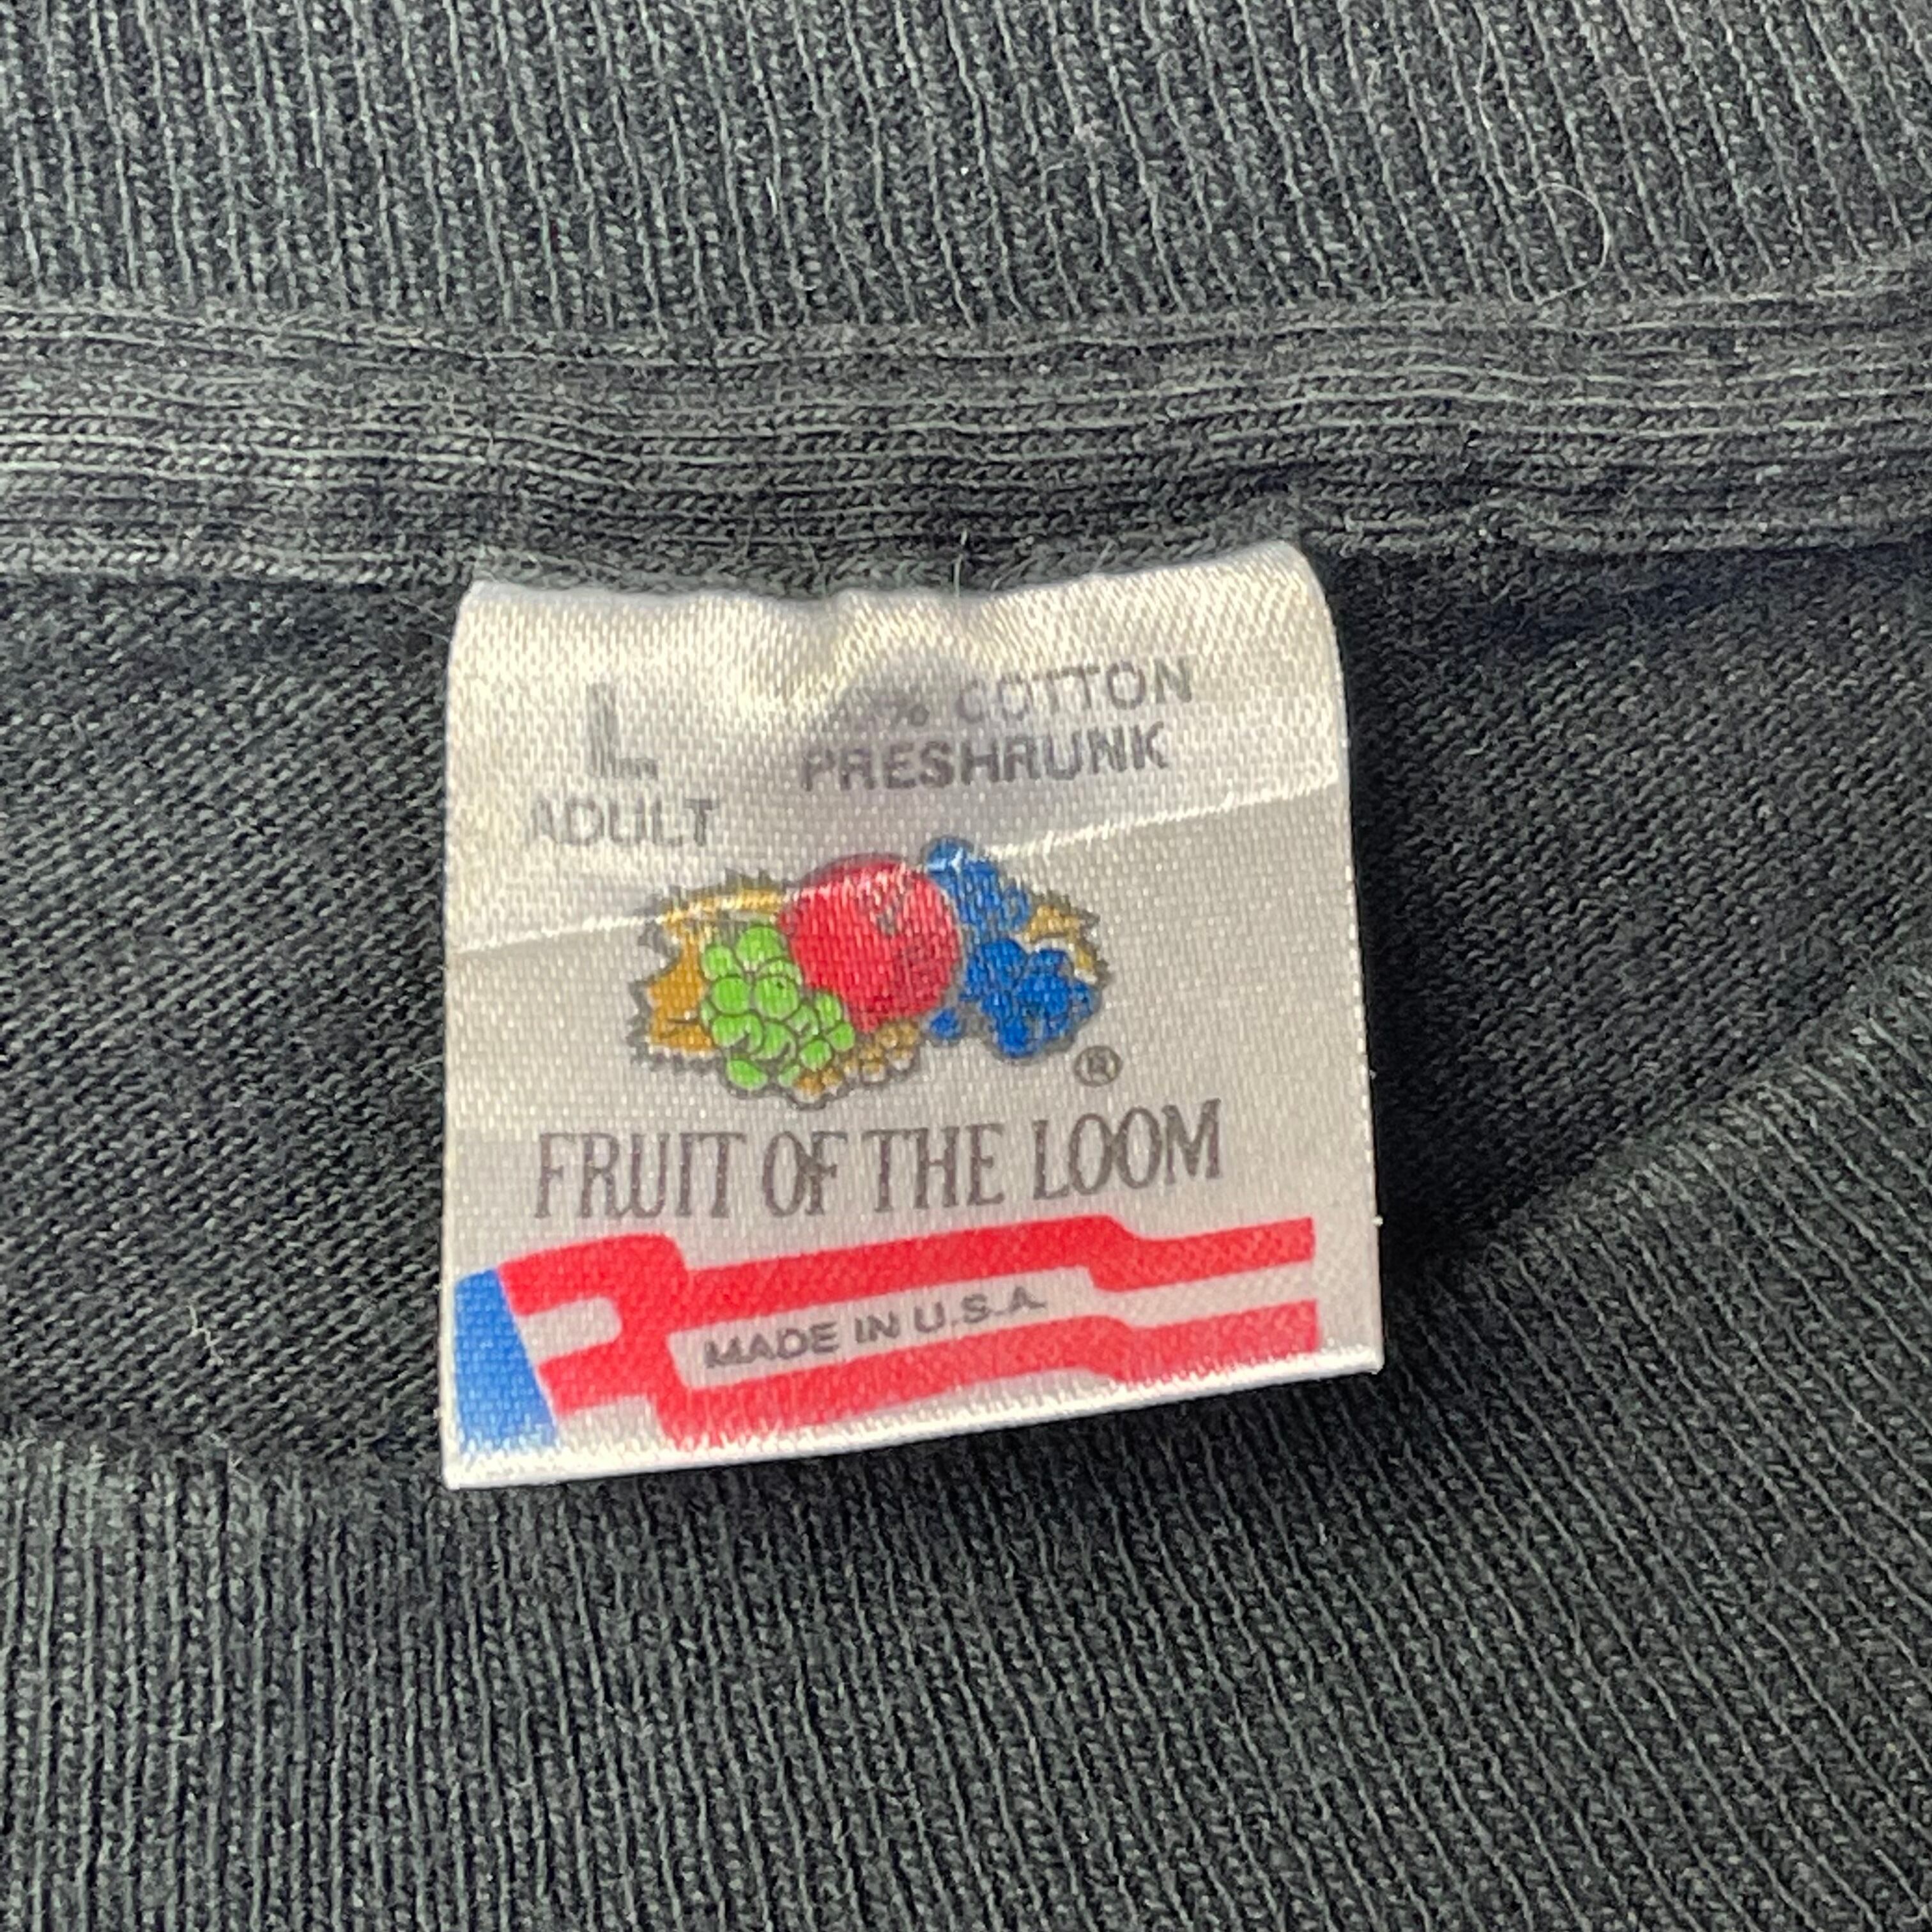 L
ADULT
% COTTON
PRESHRUNK
®
FRUIT OF THE LOOM
MADE IN U.S.A.